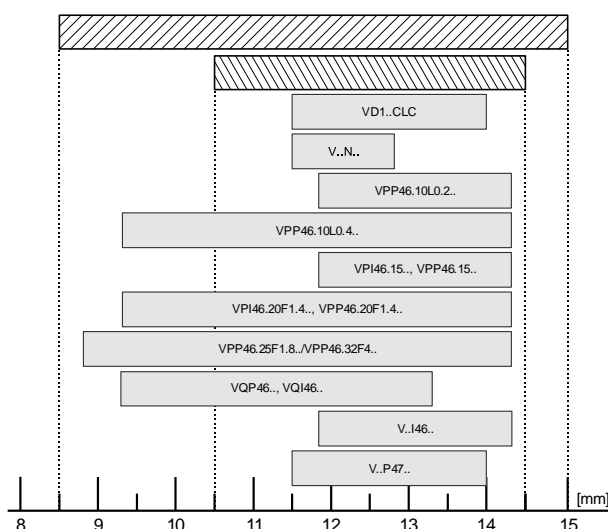 VD1..CLC
V..N..
VPP46.10L0.2..
VPP46.10L0.4..
VPI46.15.., VPP46.15..
VPI46.20F1.4.., VPP46.20F1.4..
VPP46.25F1.8../VPP46.32F4..
VQP46.., VQI46..
V..I46..
V..P47..
[mm]
8 9 10 11 12 13 14 15